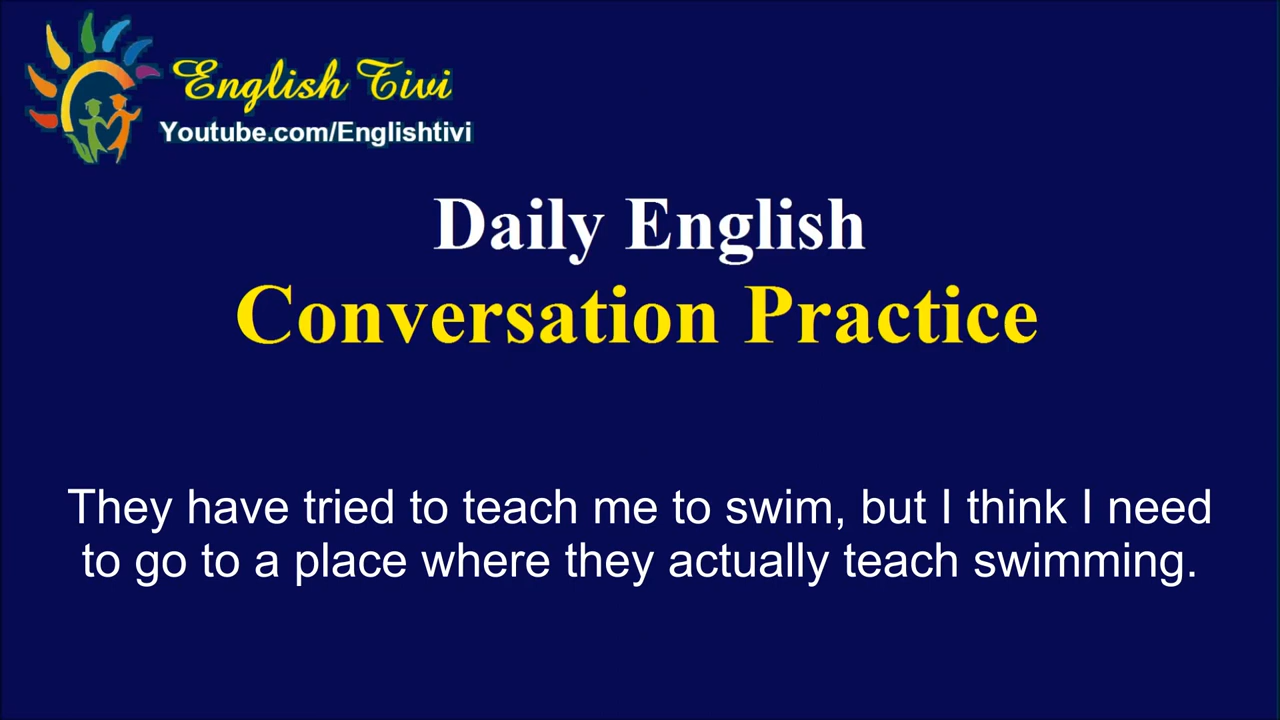 English Tivi
Youtube.com/Englishtivi
Daily English
Conversation Practice
They have tried to teach me to swim, but I think I need
to go to a place where they actually teach swimming.